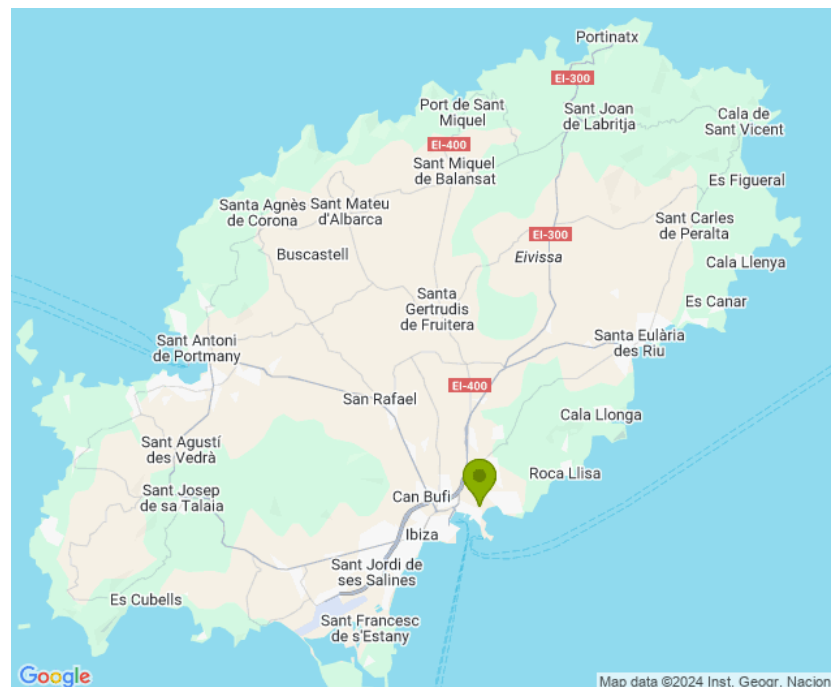 Portinatx
EI-300
Port de Sant
Miquel
Sant Joan
de Labritja
Cala de
Sant Vicent
EI-400
Sant Miquel
de Balansat
Es Figueral
Santa Agnès
de Corona
Sant Mateu
d'Albarca
Sant Carles
de Peralta
EI-300
Buscastell
Eivissa
Cala Llenya
Santa
Gertrudis
de Fruitera
Es Canar
Sant Antoni
de Portmany
Santa Eulària
des Riu
EI-400
San Rafael
Cala Llonga
Sant Agustí
des Vedrà
Roca Llisa
Sant Josep
de sa Talaia
Can Bufí
Ibiza
Sant Jordi de
ses Salines
Es Cubells
Sant Francesc
de s'Estany
Google
Map data ©2024 Inst. Geogr. Nacion